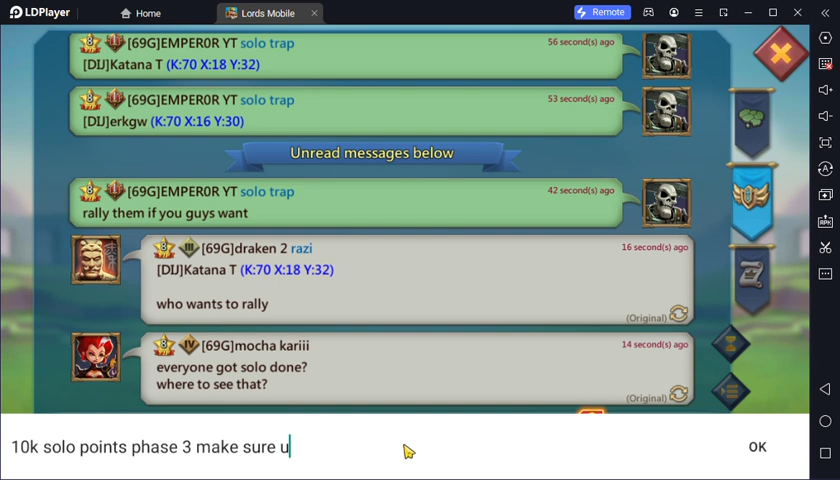 LDPlayer
Home
Lords Mobile
Remote
[69G]EMPER0R YT solo trap
56 second(s) ago
[DIJ]Katana T (K:70 X:18 Y:32)
[69G]EMPER0R YT solo trap
53 second(s) ago
[DIJ]erkgw (K:70 X:16 Y:30)
Unread messages below
[69G]EMPER0R YT solo trap
42 second(s) ago
rally them if you guys want
III
[69G]draken 2 razi
16 second(s) ago
[DIJ]Katana T (K:70 X:18 Y:32)
who wants to rally
(Original)
IV
[69G]mocha kariii
14 second(s) ago
everyone got solo done?
where to see that?
(Original)
10k solo points phase 3 make sure u
OK